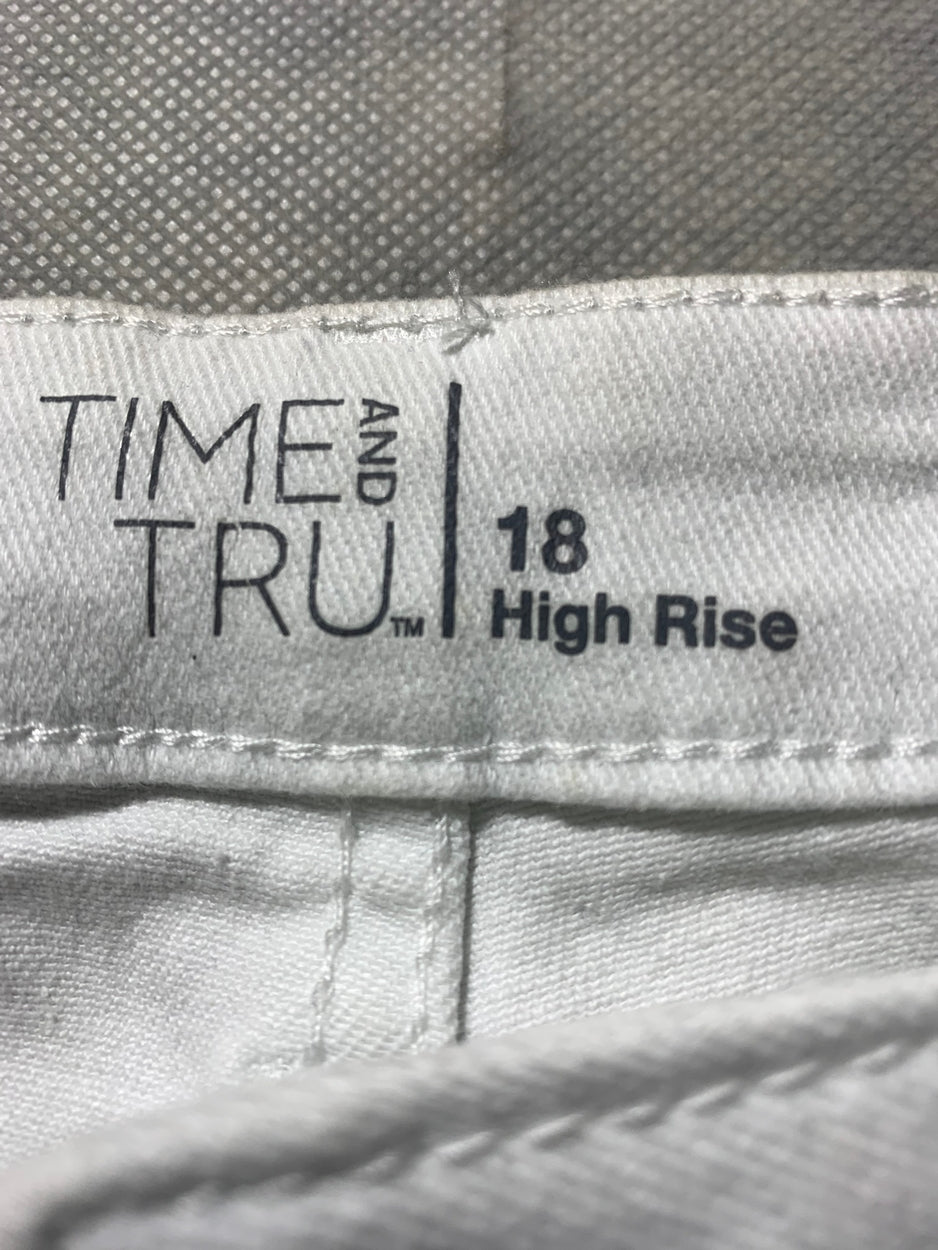 TIME AND
TRU™
18
High Rise